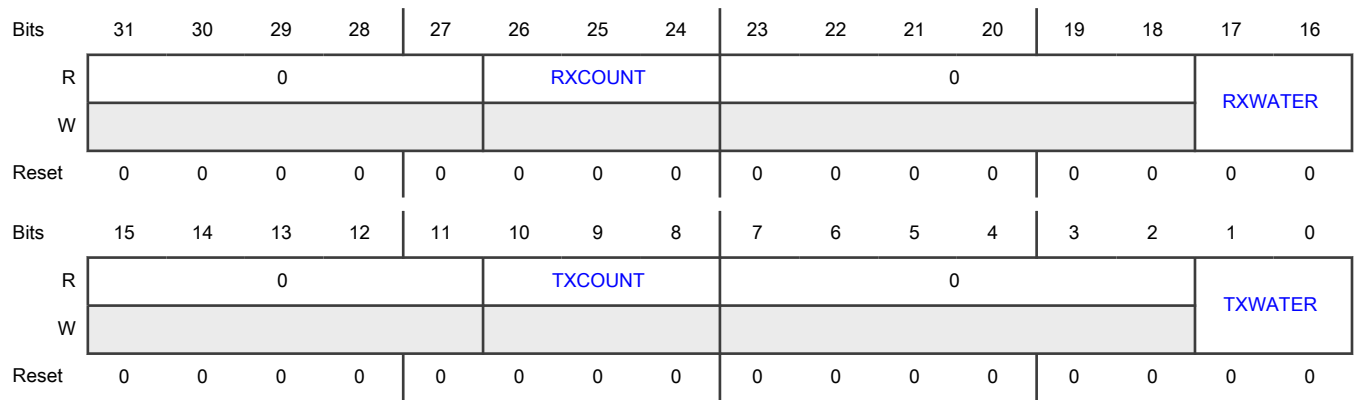 Bits 31 30 29 28 27 26 25 24 23 22 21 20 19 18 17 16
R 0 RXCOUNT 0 RXWATER
W
Reset 0 0 0 0 0 0 0 0 0 0 0 0 0 0 0 0
Bits 15 14 13 12 11 10 9 8 7 6 5 4 3 2 1 0
R 0 TXCOUNT 0 TXWATER
W
Reset 0 0 0 0 0 0 0 0 0 0 0 0 0 0 0 0